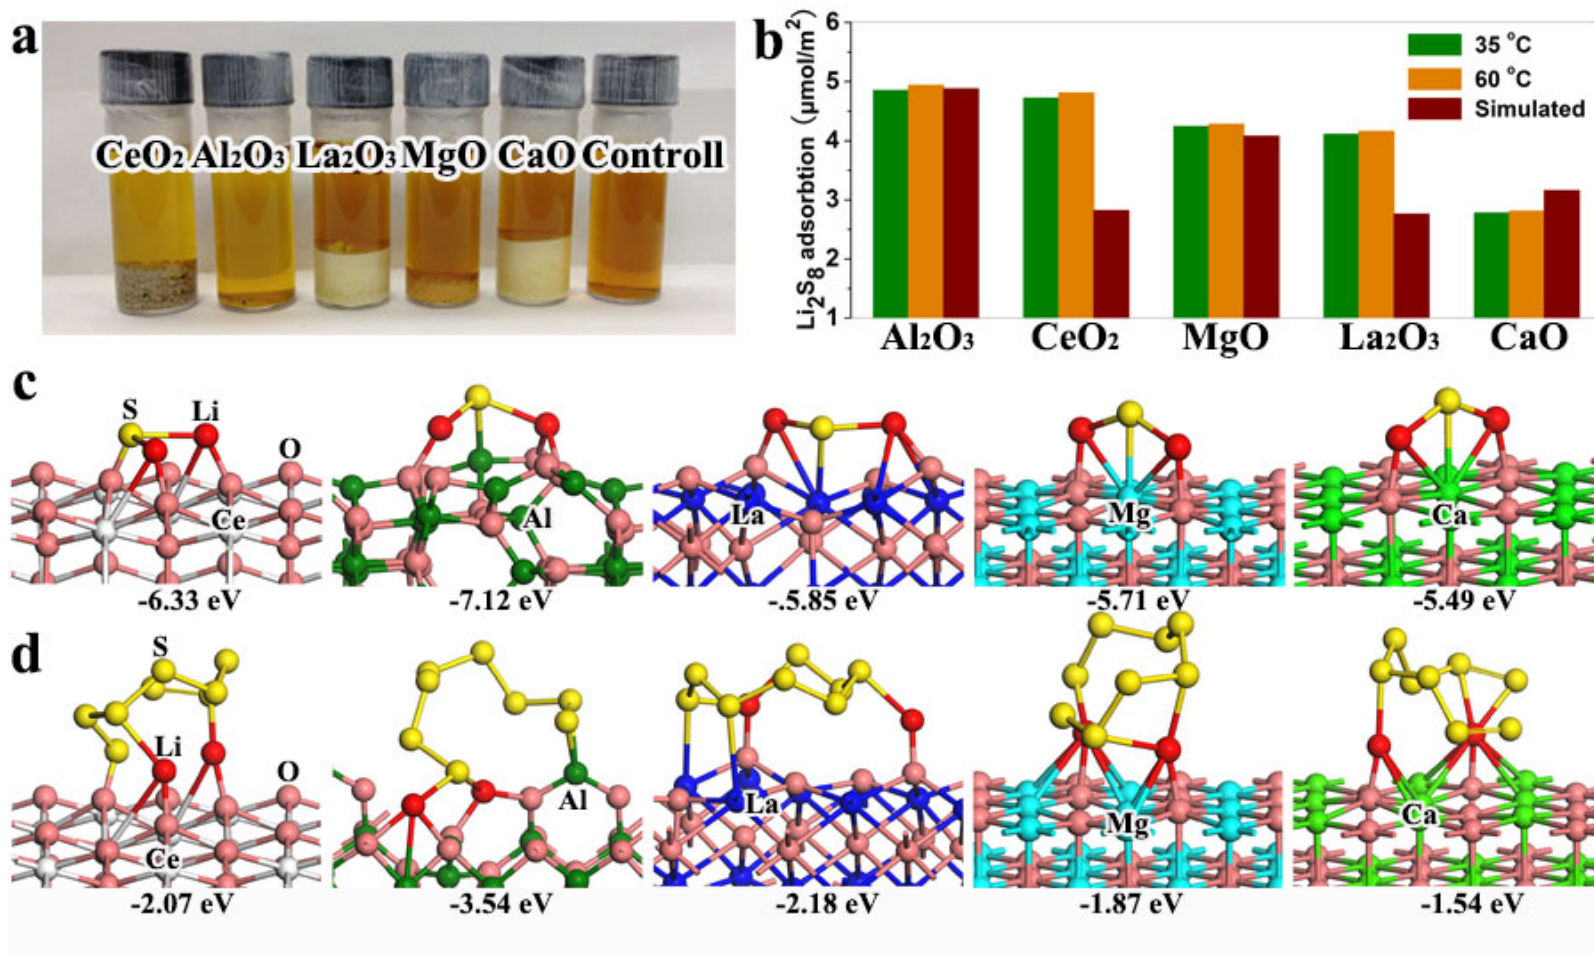 a
CeO₂ Al₂O₃ La₂O₃ MgO CaO Controll
b
Li₂S₈ adsorbtion (μmol/m²)
6
5
4
3
2
1
35 °C
60 °C
Simulated
Al₂O₃ CeO₂ MgO La₂O₃ CaO
c
S Li O Ce
Al
La
Mg
Ca
-6.33 eV -7.12 eV -.5.85 eV -5.71 eV -5.49 eV
d
S Li O Ce
Al
La
Mg
Ca
-2.07 eV -3.54 eV -2.18 eV -1.87 eV -1.54 eV